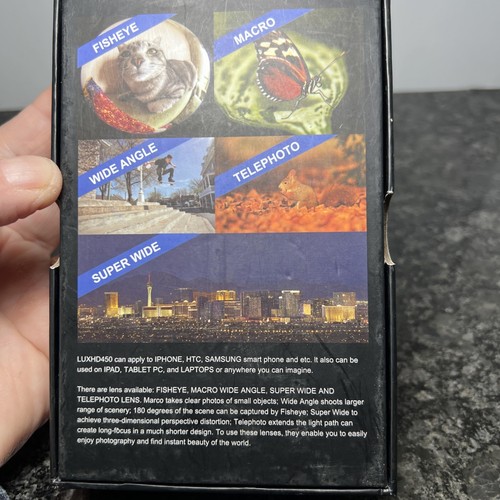 FISHEYE
MACRO
WIDE ANGLE
TELEPHOTO
SUPER WIDE
LUXHD450 can apply to IPHONE, HTC, SAMSUNG smart phone and etc. It also can be
used on IPAD, TABLET PC, and LAPTOPS or anywhere you can imagine.
There are lens available: FISHEYE, MACRO WIDE ANGLE, SUPER WIDE AND
TELEPHOTO LENS. Marco takes clear photos of small objects; Wide Angle shoots larger
range of scenery; 180 degrees of the scene can be captured by Fisheye; Super Wide to
achieve three-dimensional perspective distortion; Telephoto extends the light path can
create long-focus in a much shorter design. To use these lenses, they enable you to easily
enjoy photography and find instant beauty of the world.